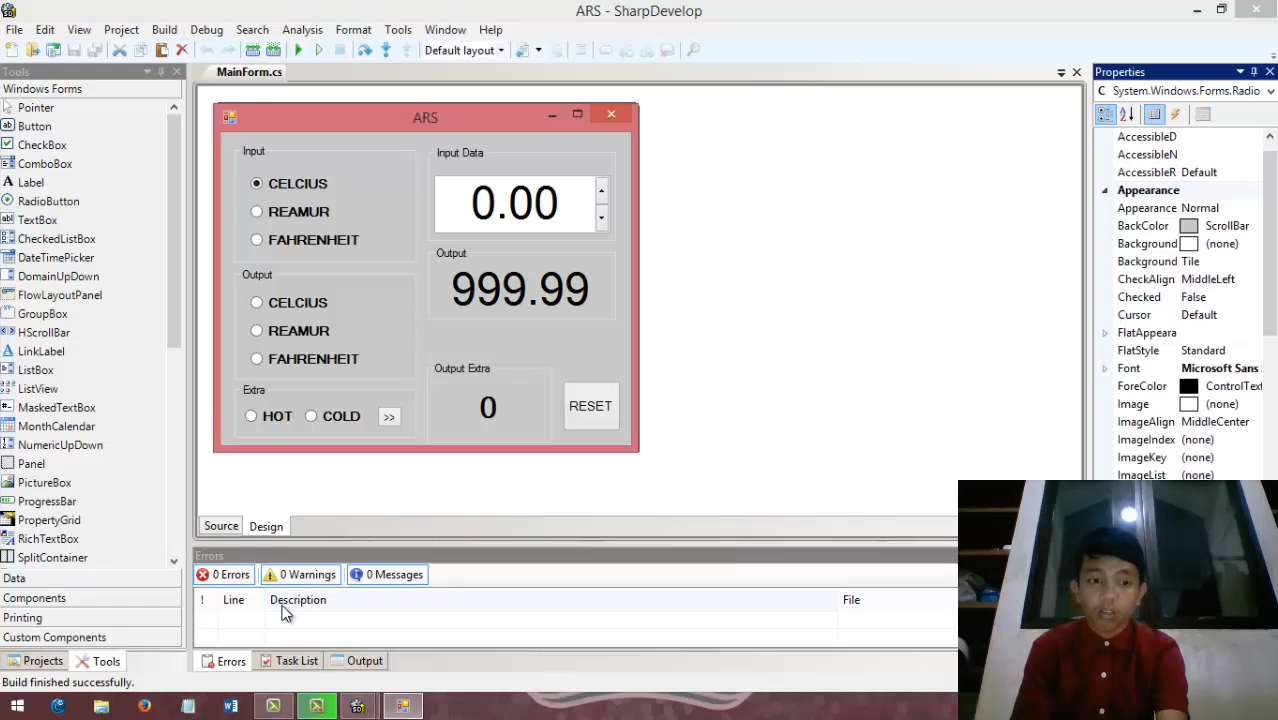 ARS - SharpDevelop
File Edit View Project Build Debug Search Analysis Format Tools Window Help
Default layout
Tools
Windows Forms
Pointer
Button
CheckBox
ComboBox
Label
RadioButton
TextBox
CheckedListBox
DateTimePicker
DomainUpDown
FlowLayoutPanel
GroupBox
HScrollBar
LinkLabel
ListBox
ListView
MaskedTextBox
MonthCalendar
NumericUpDown
Panel
PictureBox
ProgressBar
PropertyGrid
RichTextBox
SplitContainer
Data
Components
Printing
Custom Components
Projects Tools
MainForm.cs
ARS
Input
CELCIUS
REAMUR
FAHRENHEIT
Output
CELCIUS
REAMUR
FAHRENHEIT
Extra
HOT COLD >>
Input Data
0.00
Output
999.99
Output Extra
0
RESET
Source Design
Errors
0 Errors 0 Warnings 0 Messages
! Line Description File
Errors Task List Output
Properties
System.Windows.Forms.Radio
AccessibleD
AccessibleN
AccessibleR Default
Appearance
Appearance Normal
BackColor ScrollBar
Background (none)
Background Tile
CheckAlign MiddleLeft
Checked False
Cursor Default
FlatAppeara
FlatStyle Standard
Font Microsoft Sans
ForeColor ControlText
Image (none)
ImageAlign MiddleCenter
ImageIndex (none)
ImageKey (none)
ImageList (none)
Build finished successfully.